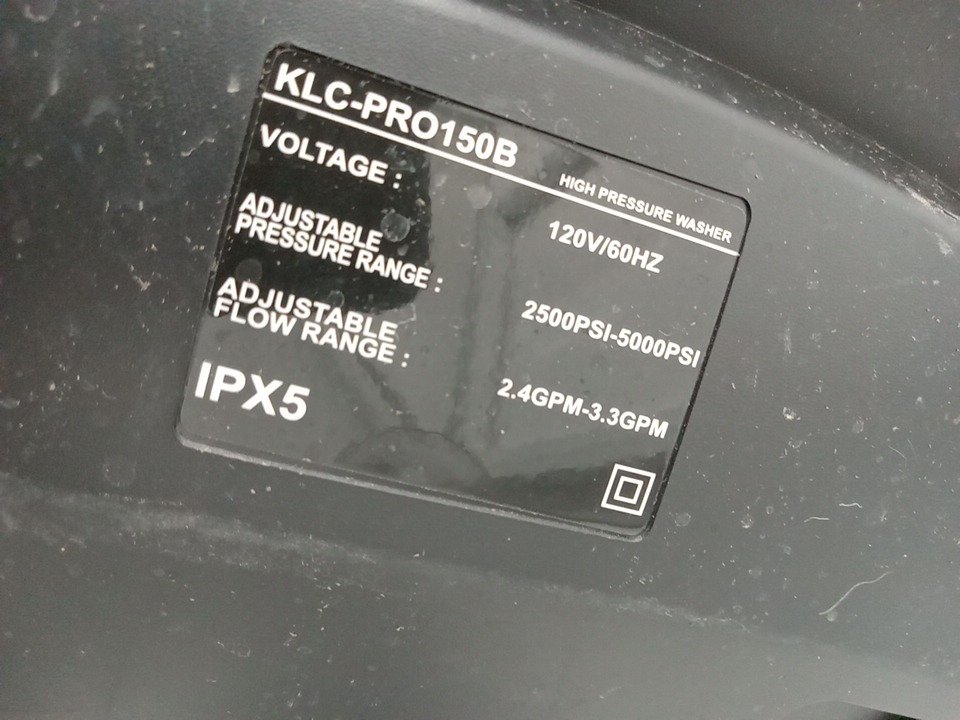 KLC-PRO150B
HIGH PRESSURE WASHER
VOLTAGE :
120V/60HZ
ADJUSTABLE
PRESSURE RANGE :
2500PSI-5000PSI
ADJUSTABLE
FLOW RANGE :
2.4GPM-3.3GPM
IPX5